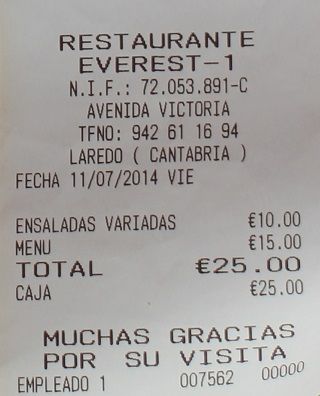 RESTAURANTE
EVEREST-1
N.I.F.: 72.053.891-C
AVENIDA VICTORIA
TFNO: 942 61 16 94
LAREDO ( CANTABRIA )
FECHA 11/07/2014 VIE
ENSALADAS VARIADAS €10.00
MENU €15.00
TOTAL €25.00
CAJA €25.00
MUCHAS GRACIAS
POR SU VISITA
EMPLEADO 1 007562 00000